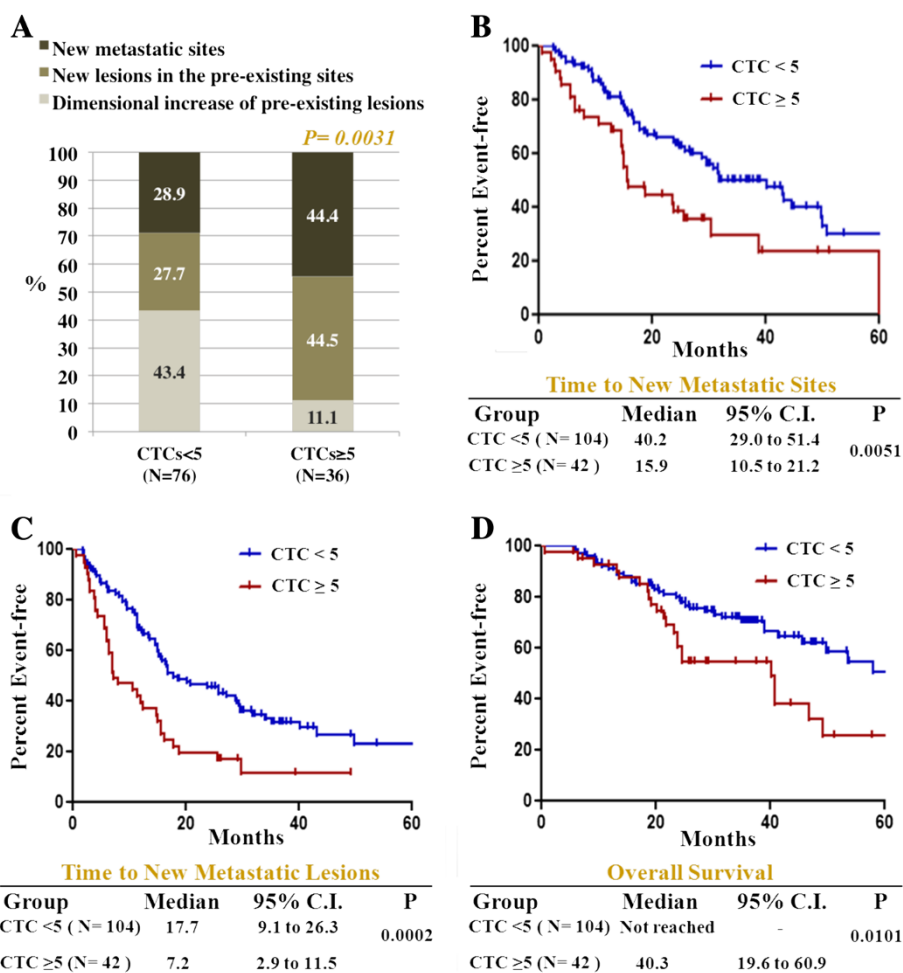 A
New metastatic sites
New lesions in the pre-existing sites
Dimensional increase of pre-existing lesions
P= 0.0031
100
90
80
70
60
50
40
30
20
10
0
%
28.9
27.7
43.4
44.4
44.5
11.1
CTCs<5
(N=76)
CTCs≥5
(N=36)
B
CTC < 5
CTC ≥ 5
Percent Event-free
100
80
60
40
20
0
0 20 40 60
Months
Time to New Metastatic Sites
Group Median 95% C.I. P
CTC <5 ( N= 104) 40.2 29.0 to 51.4
0.0051
CTC ≥5 (N= 42 ) 15.9 10.5 to 21.2
C
CTC < 5
CTC ≥ 5
Percent Event-free
100
80
60
40
20
0
0 20 40 60
Months
Time to New Metastatic Lesions
Group Median 95% C.I. P
CTC <5 ( N= 104) 17.7 9.1 to 26.3
0.0002
CTC ≥5 (N= 42 ) 7.2 2.9 to 11.5
D
CTC < 5
CTC ≥ 5
Percent Event-free
100
80
60
40
20
0
0 20 40 60
Months
Overall Survival
Group Median 95% C.I. P
CTC <5 ( N= 104) Not reached -
0.0101
CTC ≥5 (N= 42 ) 40.3 19.6 to 60.9